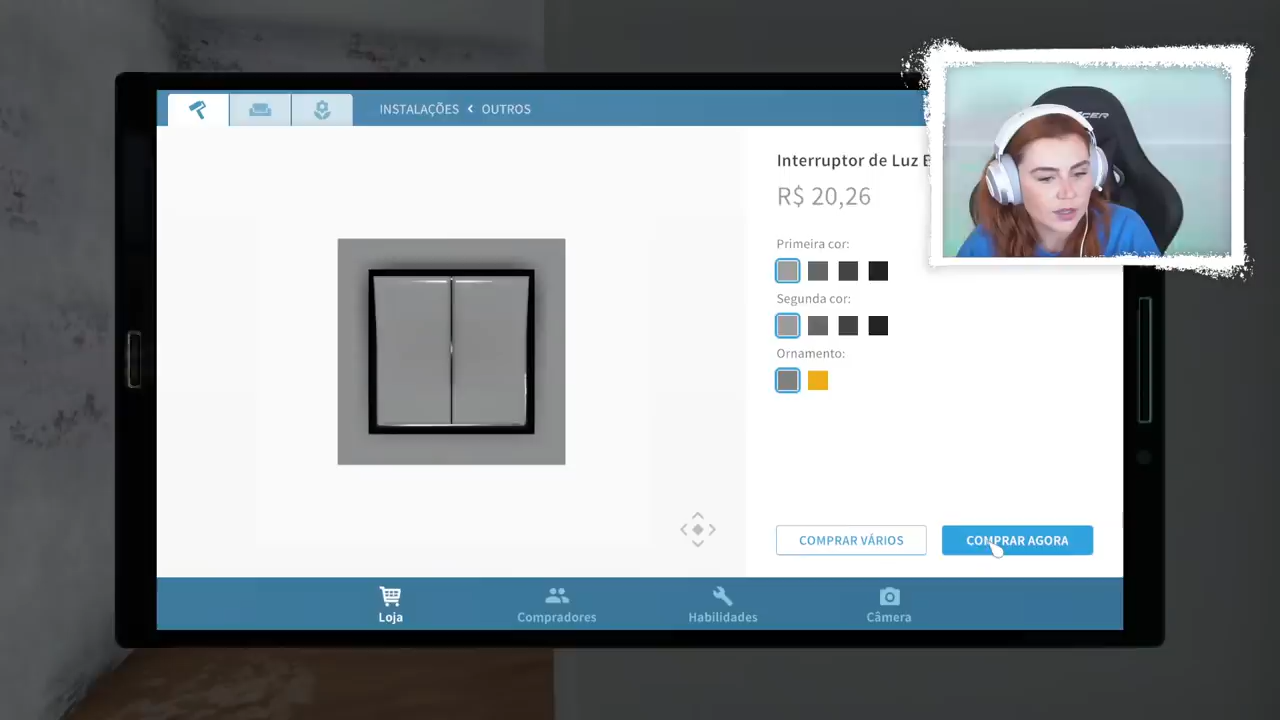 INSTALAÇÕES < OUTROS
Interruptor de Luz
R$ 20,26
Primeira cor:
Segunda cor:
Ornamento:
COMPRAR VÁRIOS
COMPRAR AGORA
Loja
Compradores
Habilidades
Câmera